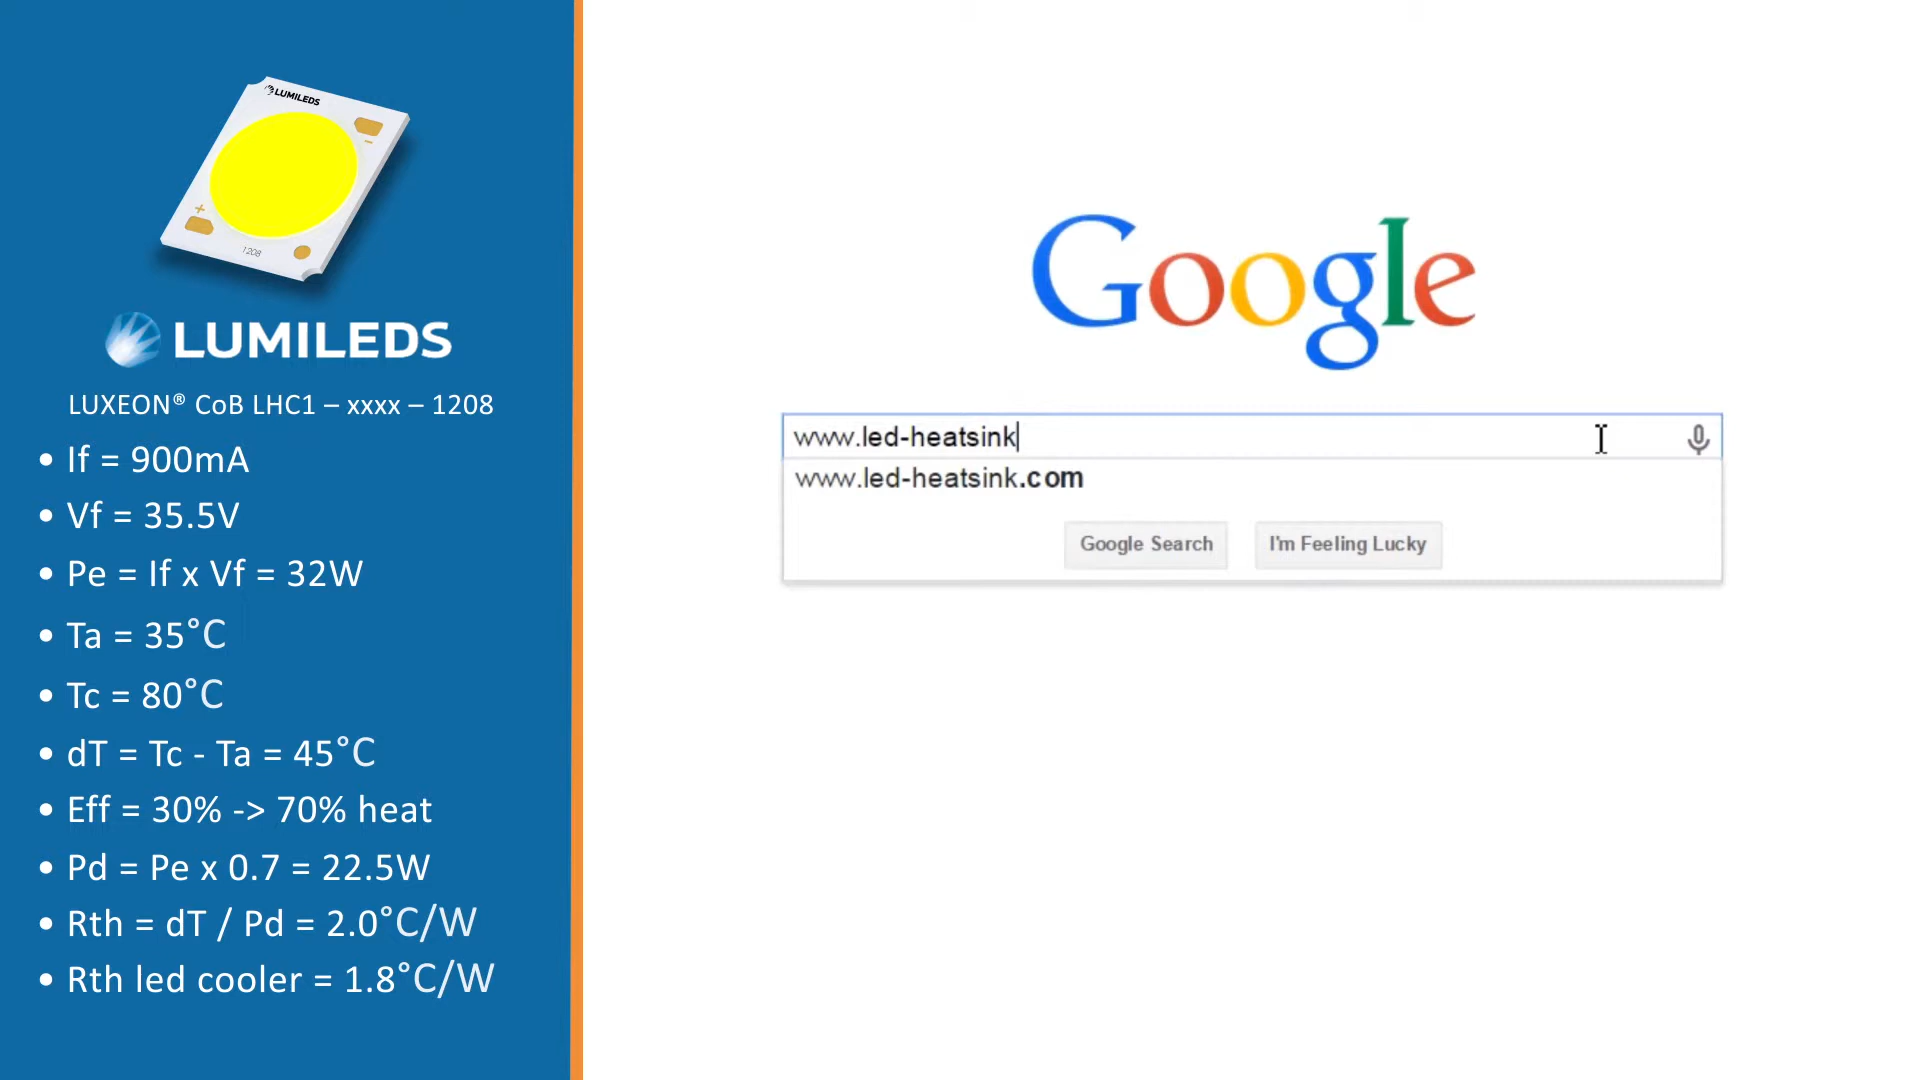 LUMILEDS
1208
LUMILEDS
LUXEON® CoB LHC1 – xxxx – 1208
• If = 900mA
• Vf = 35.5V
• Pe = If x Vf = 32W
• Ta = 35°C
• Tc = 80°C
• dT = Tc - Ta = 45°C
• Eff = 30% -> 70% heat
• Pd = Pe x 0.7 = 22.5W
• Rth = dT / Pd = 2.0°C/W
• Rth led cooler = 1.8°C/W
Google
www.led-heatsink
www.led-heatsink.com
Google Search I'm Feeling Lucky